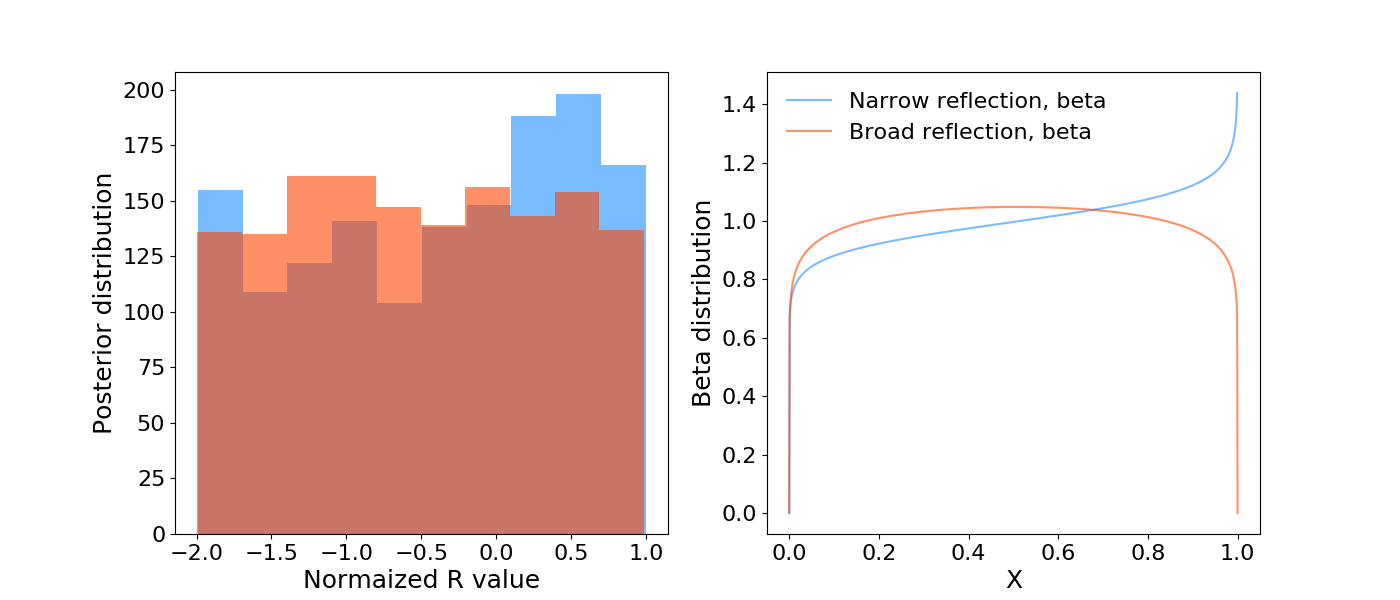 200
175
150
125
100
75
50
25
0
Posterior distribution
−2.0 −1.5 −1.0 −0.5 0.0 0.5 1.0
Normaized R value
Narrow reflection, beta
Broad reflection, beta
1.4
1.2
1.0
0.8
0.6
0.4
0.2
0.0
Beta distribution
0.0 0.2 0.4 0.6 0.8 1.0
X